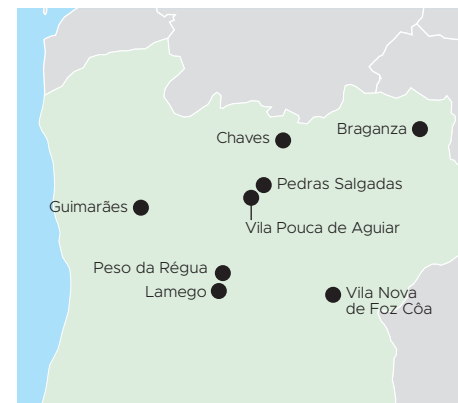 Braganza
Chaves
Pedras Salgadas
Guimarães
Vila Pouca de Aguiar
Peso da Régua
Lamego
Vila Nova
de Foz Côa